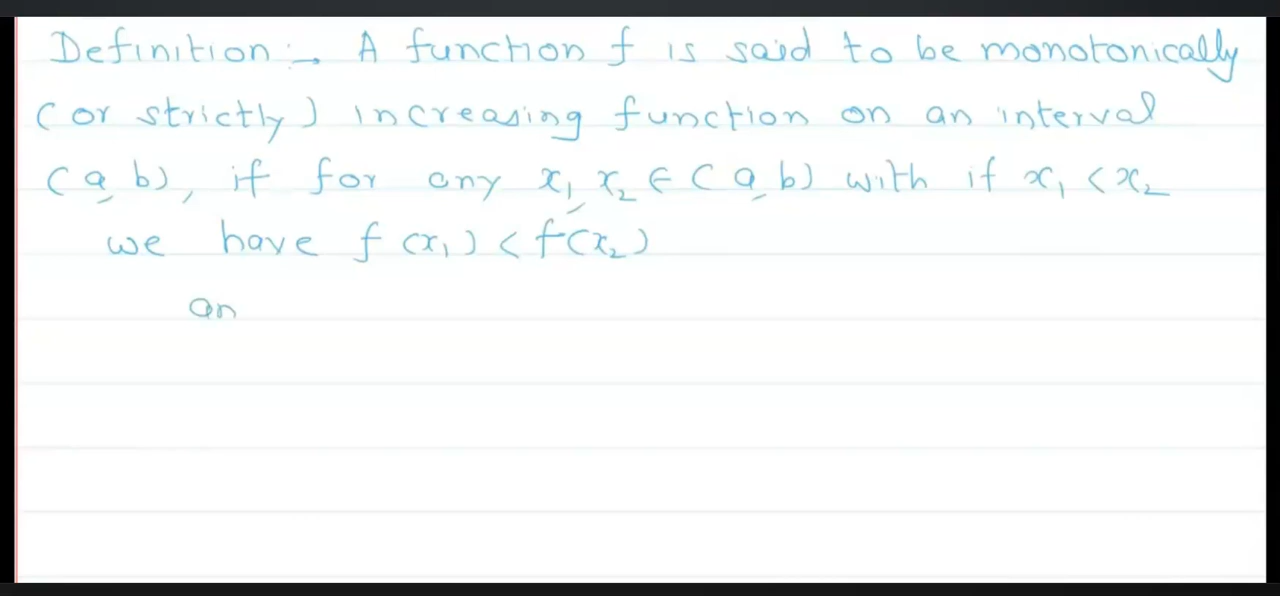 Definition :- A function f is said to be monotonically
(or strictly) increasing function on an interval
(a, b), if for any x₁, x₂ ∈ (a, b) with if x₁ < x₂
we have f(x₁) < f(x₂)
an